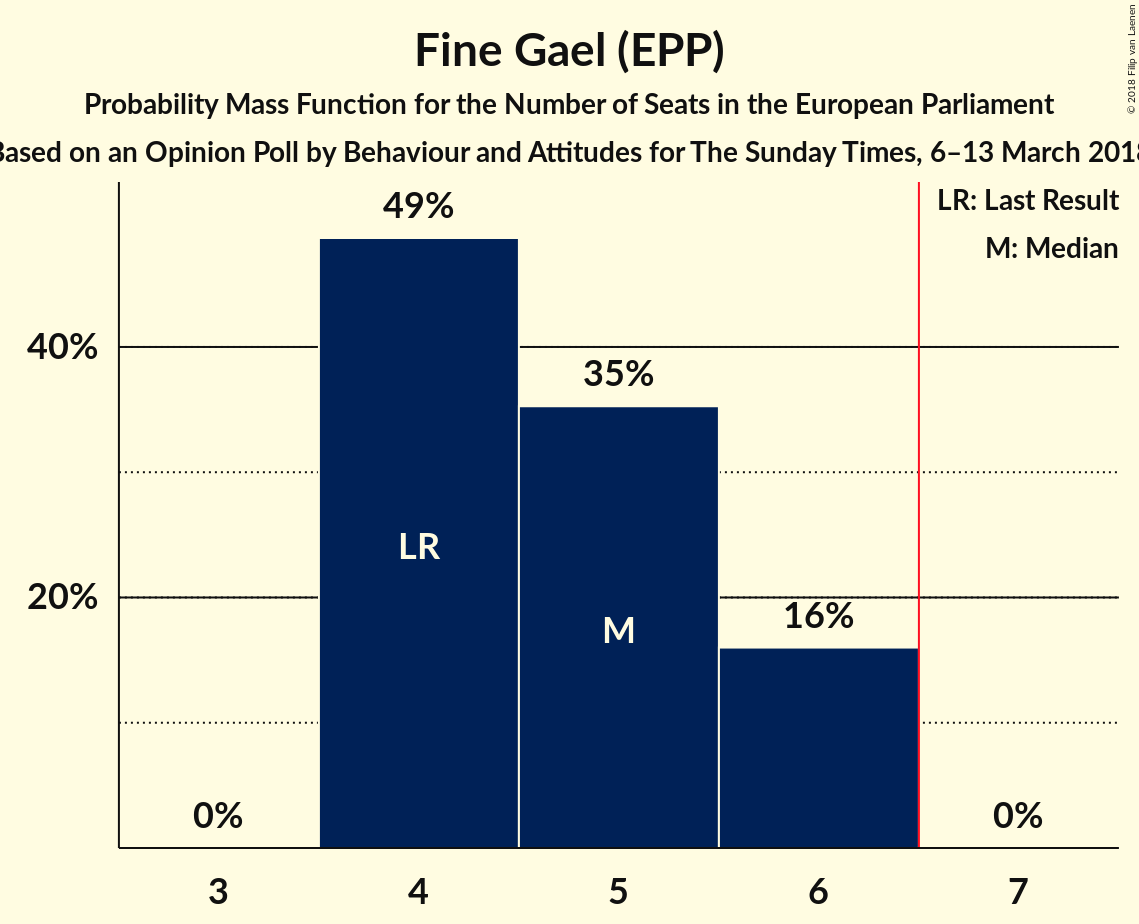 Fine Gael (EPP)
Probability Mass Function for the Number of Seats in the European Parliament
Based on an Opinion Poll by Behaviour and Attitudes for The Sunday Times, 6–13 March 2018
© 2018 Filip van Laenen
LR: Last Result
M: Median
49%
40%
35%
LR
20%
16%
M
0%
0%
3
4
5
6
7